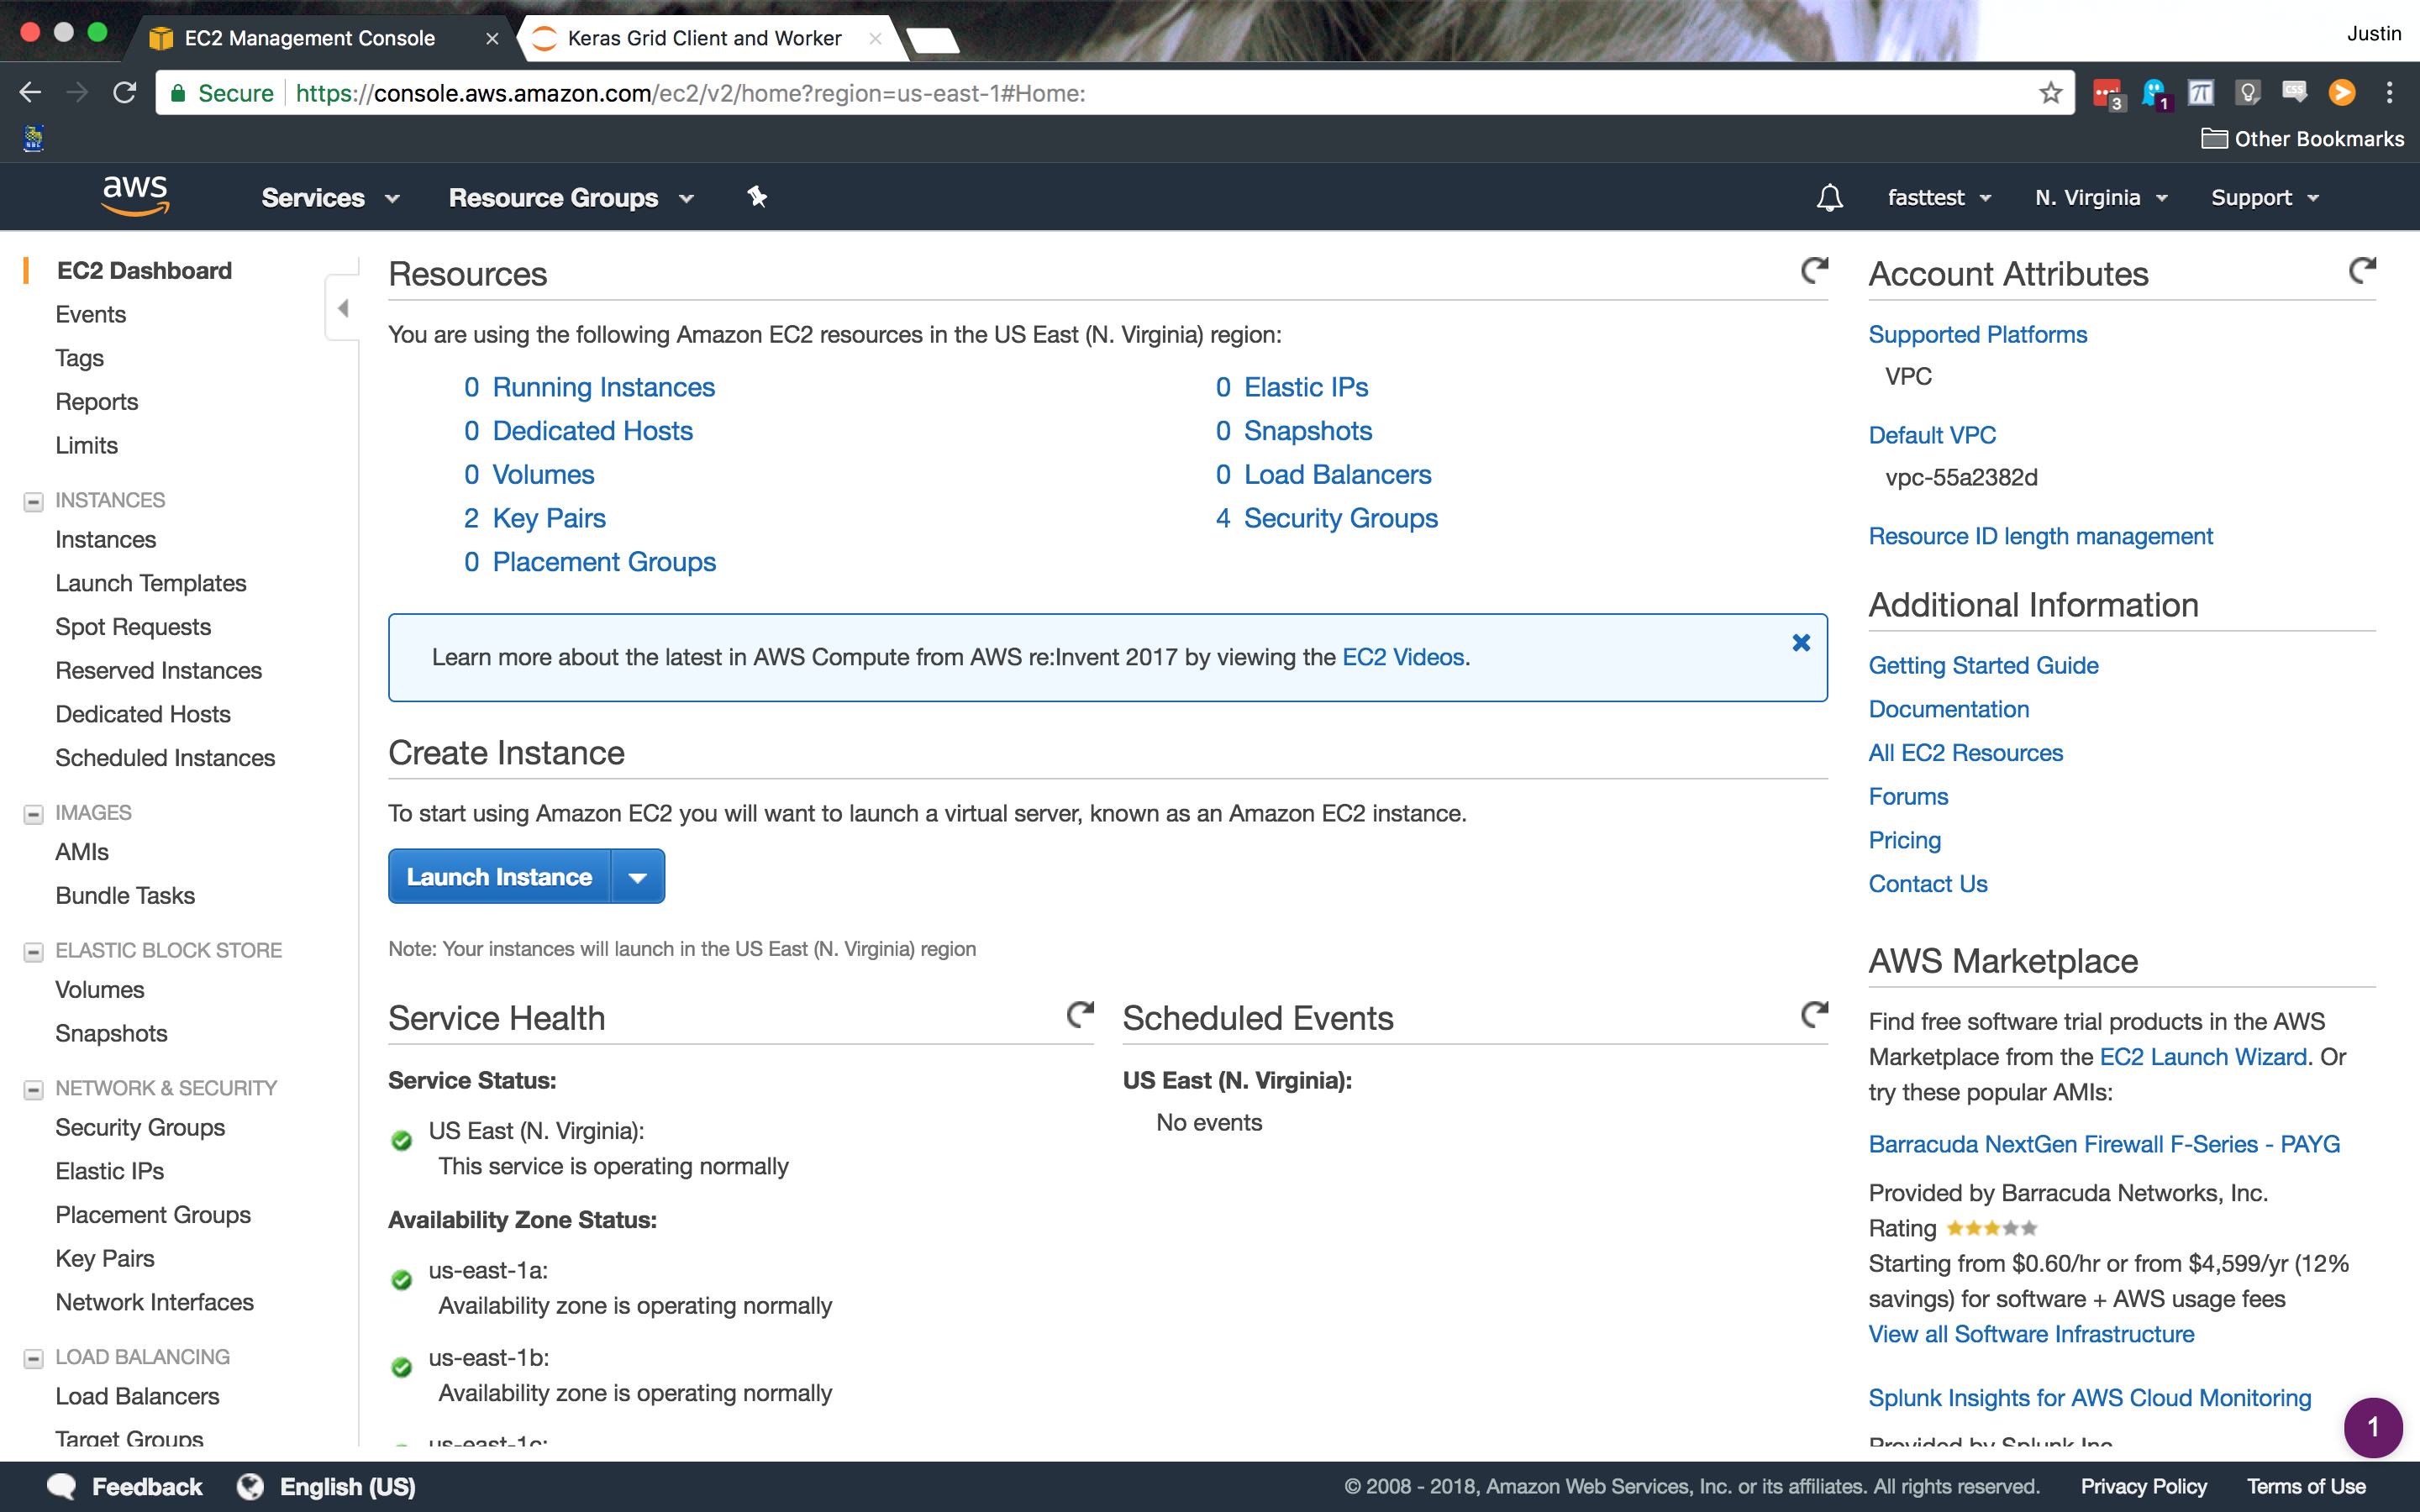 EC2 Management Console
Keras Grid Client and Worker
Justin
Secure
https://console.aws.amazon.com/ec2/v2/home?region=us-east-1#Home:
3
1
CSS
Other Bookmarks
aws
Services
Resource Groups
fasttest
N. Virginia
Support
EC2 Dashboard
Events
Tags
Reports
Limits
INSTANCES
Instances
Launch Templates
Spot Requests
Reserved Instances
Dedicated Hosts
Scheduled Instances
IMAGES
AMIs
Bundle Tasks
ELASTIC BLOCK STORE
Volumes
Snapshots
NETWORK & SECURITY
Security Groups
Elastic IPs
Placement Groups
Key Pairs
Network Interfaces
LOAD BALANCING
Load Balancers
Target Groups
Resources
You are using the following Amazon EC2 resources in the US East (N. Virginia) region:
0 Running Instances
0 Elastic IPs
0 Dedicated Hosts
0 Snapshots
0 Volumes
0 Load Balancers
2 Key Pairs
4 Security Groups
0 Placement Groups
Learn more about the latest in AWS Compute from AWS re:Invent 2017 by viewing the EC2 Videos.
Create Instance
To start using Amazon EC2 you will want to launch a virtual server, known as an Amazon EC2 instance.
Launch Instance
Note: Your instances will launch in the US East (N. Virginia) region
Service Health
Service Status:
US East (N. Virginia):
This service is operating normally
Availability Zone Status:
us-east-1a:
Availability zone is operating normally
us-east-1b:
Availability zone is operating normally
us-east-1c:
Scheduled Events
US East (N. Virginia):
No events
Account Attributes
Supported Platforms
VPC
Default VPC
vpc-55a2382d
Resource ID length management
Additional Information
Getting Started Guide
Documentation
All EC2 Resources
Forums
Pricing
Contact Us
AWS Marketplace
Find free software trial products in the AWS
Marketplace from the EC2 Launch Wizard. Or
try these popular AMIs:
Barracuda NextGen Firewall F-Series - PAYG
Provided by Barracuda Networks, Inc.
Rating
Starting from $0.60/hr or from $4,599/yr (12%
savings) for software + AWS usage fees
View all Software Infrastructure
Splunk Insights for AWS Cloud Monitoring
Provided by Splunk Inc.
1
Feedback
English (US)
© 2008 - 2018, Amazon Web Services, Inc. or its affiliates. All rights reserved.
Privacy Policy
Terms of Use